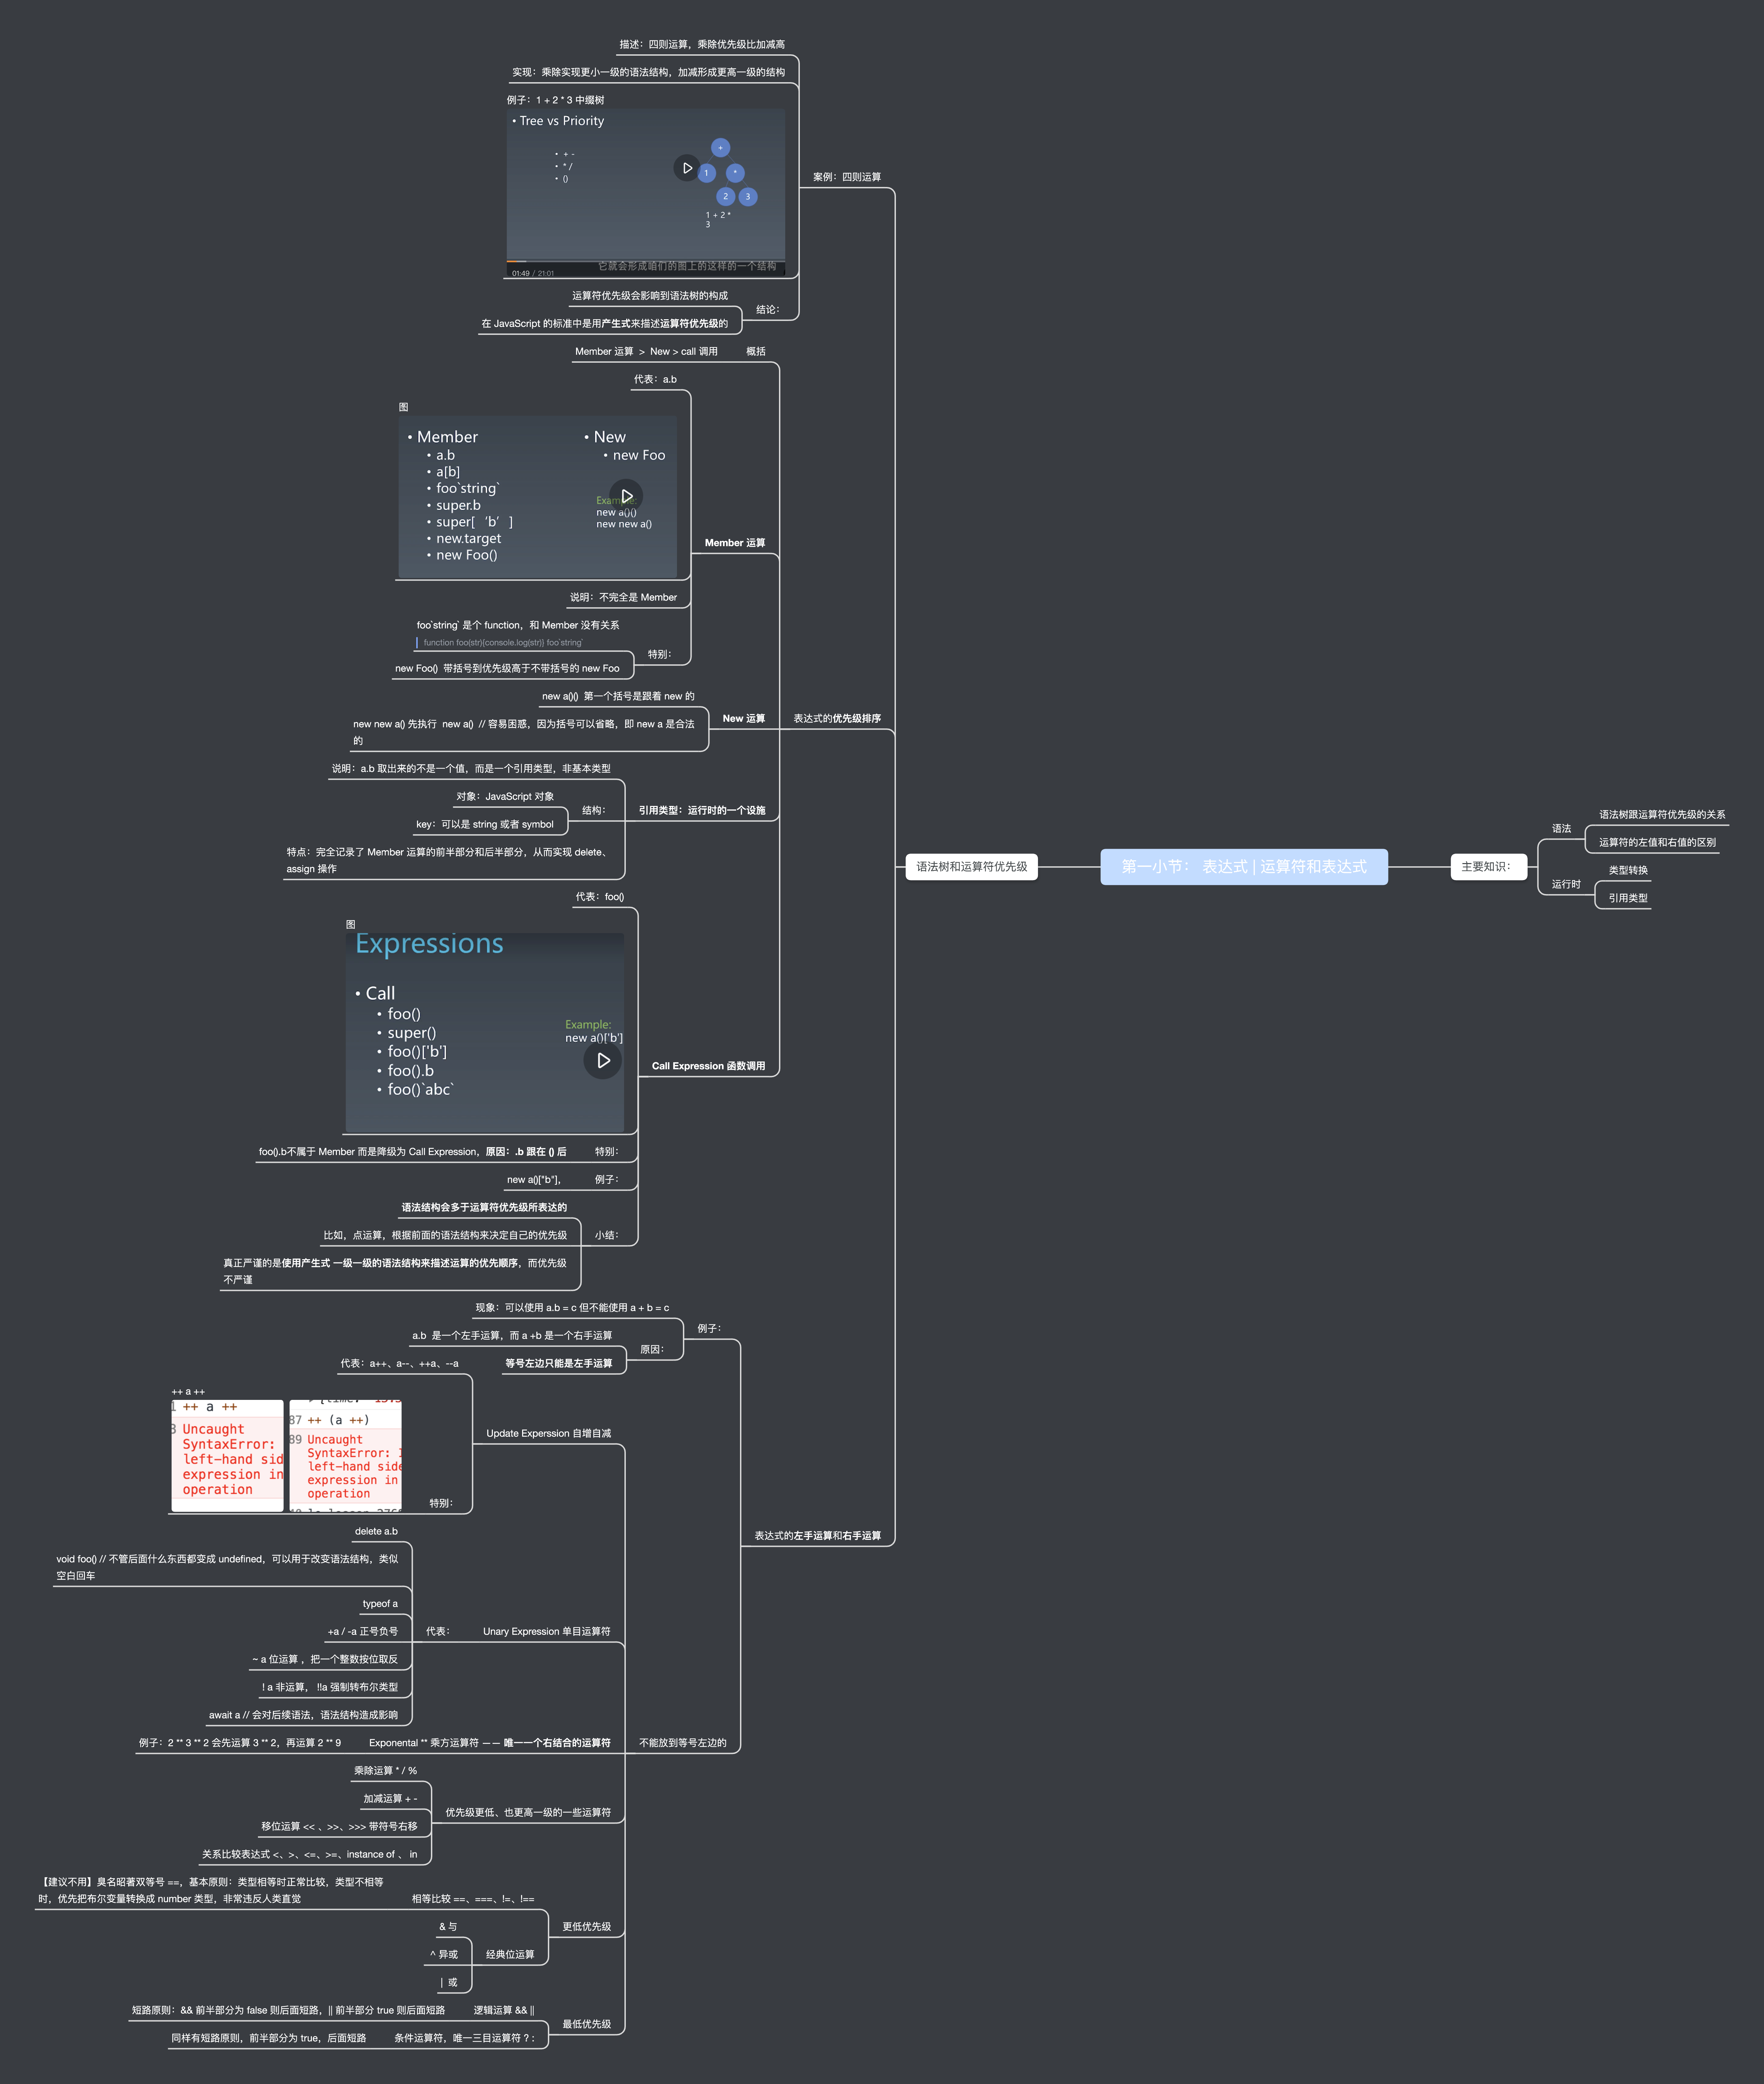 第一小节： 表达式 | 运算符和表达式
主要知识：
语法
语法树跟运算符优先级的关系
运算符的左值和右值的区别
运行时
类型转换
引用类型
语法树和运算符优先级
案例：四则运算
描述：四则运算，乘除优先级比加减高
实现：乘除实现更小一级的语法结构，加减形成更高一级的结构
例子：1 + 2 * 3 中缀树
• Tree vs Priority
• + -
• * /
• ()
+
1
*
2
3
1 + 2 *
3
它就会形成咱们的图上的这样的一个结构
01:49 / 21:01
结论：
运算符优先级会影响到语法树的构成
在 JavaScript 的标准中是用产生式来描述运算符优先级的
表达式的优先级排序
概括
Member 运算 > New > call 调用
Member 运算
代表：a.b
图
• Member
• a.b
• a[b]
• foo`string`
• super.b
• super[‘b’]
• new.target
• new Foo()
• New
• new Foo
Example:
new a()()
new new a()
说明：不完全是 Member
特别：
foo`string` 是个 function，和 Member 没有关系
function foo(str){console.log(str)} foo`string`
new Foo() 带括号到优先级高于不带括号的 new Foo
New 运算
new a()() 第一个括号是跟着 new 的
new new a() 先执行 new a() // 容易困惑，因为括号可以省略，即 new a 是合法
的
引用类型：运行时的一个设施
说明：a.b 取出来的不是一个值，而是一个引用类型，非基本类型
结构：
对象：JavaScript 对象
key：可以是 string 或者 symbol
特点：完全记录了 Member 运算的前半部分和后半部分，从而实现 delete、
assign 操作
Call Expression 函数调用
代表：foo()
图
Expressions
• Call
• foo()
• super()
• foo()['b']
• foo().b
• foo()`abc`
Example:
new a()['b']
特别：
foo().b不属于 Member 而是降级为 Call Expression，原因：.b 跟在 () 后
例子：
new a()["b"]，
小结：
语法结构会多于运算符优先级所表达的
比如，点运算，根据前面的语法结构来决定自己的优先级
真正严谨的是使用产生式 一级一级的语法结构来描述运算的优先顺序，而优先级
不严谨
表达式的左手运算和右手运算
例子：
现象：可以使用 a.b = c 但不能使用 a + b = c
原因：
a.b 是一个左手运算，而 a +b 是一个右手运算
等号左边只能是左手运算
不能放到等号左边的
Update Experssion 自增自减
代表：a++、a--、++a、--a
特别：
++ a ++
1 ++ a ++
Uncaught
SyntaxError:
left-hand sid
expression in
operation
87 ++ (a ++)
89 Uncaught
SyntaxError: I
left-hand side
expression in
operation
Unary Expression 单目运算符
代表：
delete a.b
void foo() // 不管后面什么东西都变成 undefined，可以用于改变语法结构，类似
空白回车
typeof a
+a / -a 正号负号
~ a 位运算 ，把一个整数按位取反
! a 非运算， !!a 强制转布尔类型
await a // 会对后续语法，语法结构造成影响
Exponental ** 乘方运算符 —— 唯一一个右结合的运算符
例子：2 ** 3 ** 2 会先运算 3 ** 2，再运算 2 ** 9
优先级更低、也更高一级的一些运算符
乘除运算 * / %
加减运算 + -
移位运算 << 、>>、>>> 带符号右移
关系比较表达式 <、>、<=、>=、instance of 、 in
更低优先级
相等比较 ==、===、!=、!==
【建议不用】臭名昭著双等号 ==，基本原则：类型相等时正常比较，类型不相等
时，优先把布尔变量转换成 number 类型，非常违反人类直觉
经典位运算
& 与
^ 异或
| 或
最低优先级
逻辑运算 && ||
短路原则：&& 前半部分为 false 则后面短路，|| 前半部分 true 则后面短路
条件运算符，唯一三目运算符 ? :
同样有短路原则，前半部分为 true，后面短路